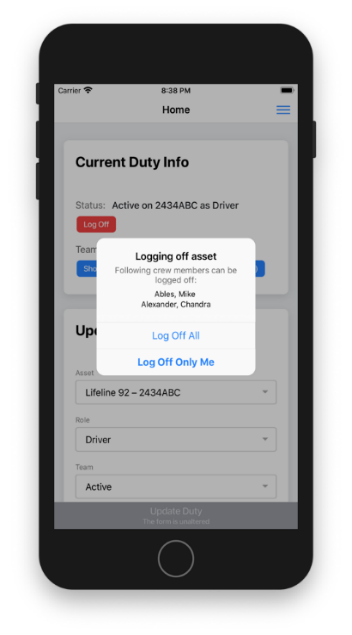 Carrier
8:38 PM
Home
Current Duty Info
Status: Active on 2434ABC as Driver
Log Off
Team
Sho
Logging off asset
Following crew members can be
logged off:
Ables, Mike
Alexander, Chandra
Log Off All
Log Off Only Me
Asset
Lifeline 92 – 2434ABC
Role
Driver
Team
Active
Update Duty
The form is unaltered